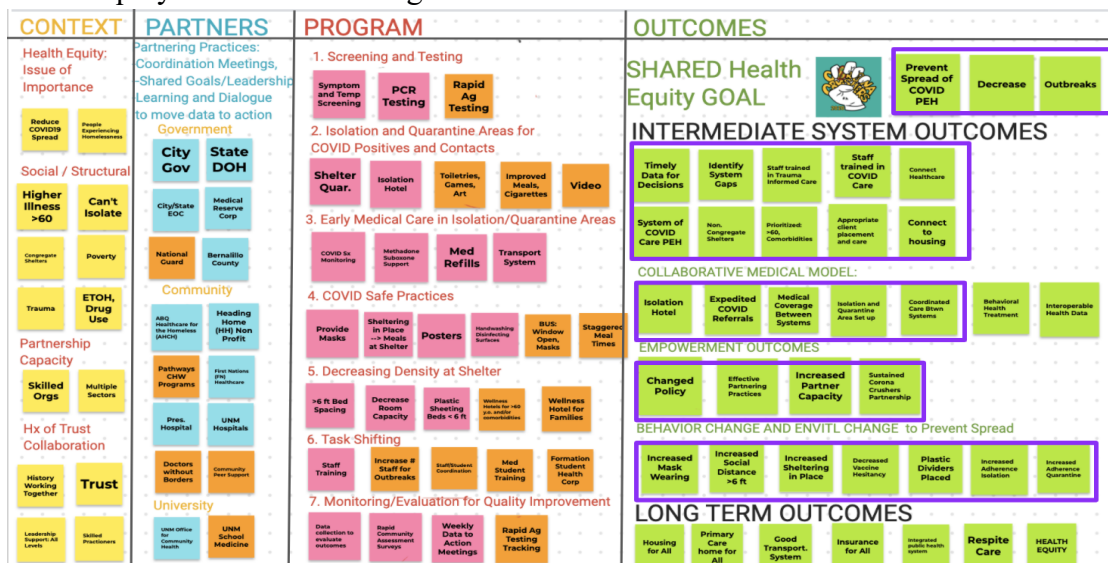 CONTEXT
Health Equity:
Issue of
Importance
Reduce
COVID19
Spread
People
Experiencing
Homelessness
Social / Structural
Higher
Illness
>60
Can't
Isolate
Congregate
Shelters
Poverty
Trauma
ETOH,
Drug
Use
Partnership
Capacity
Skilled
Orgs
Multiple
Sectors
Hx of Trust
Collaboration
History
Working
Together
Trust
Leadership
Support: All
Levels
Skilled
Practioners
PARTNERS
Partnering Practices:
Coordination Meetings,
-Shared Goals/Leadership
-Learning and Dialogue
to move data to action
Government
City
Gov
State
DOH
City/State
EOC
Medical
Reserve
Corp
National
Guard
Bernalillo
County
Community
ABQ
Healthcare for
the Homeless
(AHCH)
Heading
Home
(HH) Non
Profit
Pathways
CHW
Programs
First Nations
(FN)
Healthcare
Pres.
Hospital
UNM
Hospitals
Doctors
without
Borders
Community
Peer Support
University
UNM Office
for
Community
Health
UNM
School
Medicine
PROGRAM
1. Screening and Testing
Symptom
and Temp
Screening
PCR
Testing
Rapid
Ag
Testing
2. Isolation and Quarantine Areas for
COVID Positives and Contacts
Shelter
Quar.
Isolation
Hotel
Toiletries,
Games,
Art
Improved
Meals,
Cigarettes
Video
3. Early Medical Care in Isolation/Quarantine Areas
COVID Sx
Monitoring
Methadone
Suboxone
Support
Med
Refills
Transport
System
4. COVID Safe Practices
Provide
Masks
Sheltering
in Place
--> Meals
at Shelter
Posters
Handwashing
Disinfecting
Surfaces
BUS:
Window
Open,
Masks
Staggered
Meal
Times
5. Decreasing Density at Shelter
>6 ft Bed
Spacing
Decrease
Room
Capacity
Plastic
Sheeting
Beds < 6 ft
Wellness
Hotels for >60
y.o. and/or
comorbidities
Wellness
Hotel for
Families
6. Task Shifting
Staff
Training
Increase #
Staff for
Outbreaks
Staff/Student
Coordination
Med
Student
Training
Formation
Student
Health
Corp
7. Monitoring/Evaluation for Quality Improvement
Data
collection to
evaluate
outcomes
Rapid
Community
Assessment
Surveys
Weekly
Data to
Action
Meetings
Rapid Ag
Testing
Tracking
OUTCOMES
SHARED Health
Equity GOAL
Prevent
Spread of
COVID
PEH
Decrease
Outbreaks
INTERMEDIATE SYSTEM OUTCOMES
Timely
Data for
Decisions
Identify
System
Gaps
Staff trained
in Trauma
Informed Care
Staff
trained in
COVID
Care
Connect
Healthcare
System of
COVID
Care PEH
Non.
Congregate
Shelters
Prioritized:
>60,
Comorbidities
Appropriate
client
placement
and care
Connect
to
housing
COLLABORATIVE MEDICAL MODEL:
Isolation
Hotel
Expedited
COVID
Referrals
Medical
Coverage
Between
Systems
Isolation and
Quarantine
Area Set up
Coordinated
Care Btwn
Systems
Behavioral
Health
Treatment
Interoperable
Health Data
EMPOWERMENT OUTCOMES
Changed
Policy
Effective
Partnering
Practices
Increased
Partner
Capacity
Sustained
Corona
Crushers
Partnership
BEHAVIOR CHANGE AND ENVITL CHANGE to Prevent Spread
Increased
Mask
Wearing
Increased
Social
Distance
>6 ft
Increased
Sheltering
in Place
Decreased
Vaccine
Hesitancy
Plastic
Dividers
Placed
Increased
Adherence
Isolation
Increased
Adherence
Quarantine
LONG TERM OUTCOMES
Housing
for All
Primary
Care
home for
All
Good
Transport.
System
Insurance
for All
Integrated
public health
system
Respite
Care
HEALTH
EQUITY